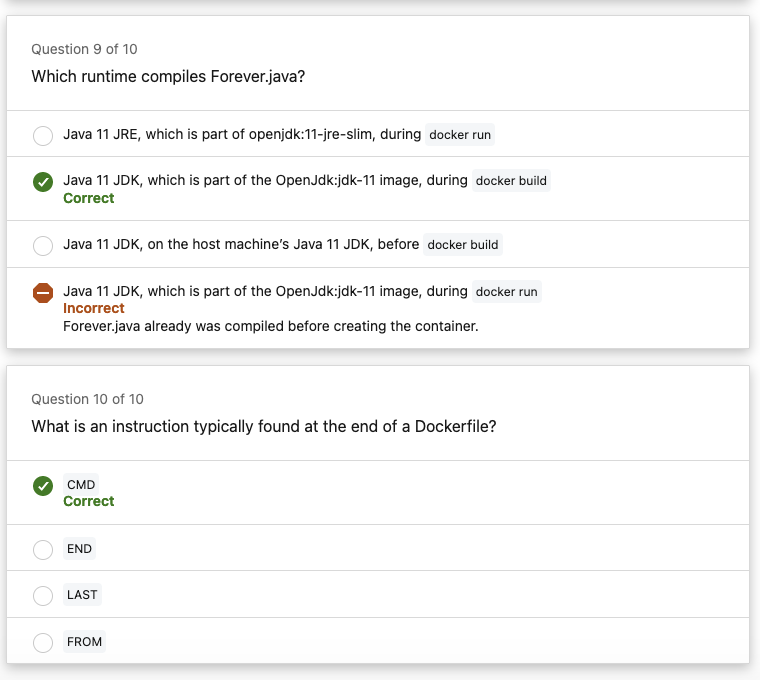 Question 9 of 10
Which runtime compiles Forever.java?
Java 11 JRE, which is part of openjdk:11-jre-slim, during docker run
Java 11 JDK, which is part of the OpenJdk:jdk-11 image, during docker build
Correct
Java 11 JDK, on the host machine’s Java 11 JDK, before docker build
Java 11 JDK, which is part of the OpenJdk:jdk-11 image, during docker run
Incorrect
Forever.java already was compiled before creating the container.
Question 10 of 10
What is an instruction typically found at the end of a Dockerfile?
CMD
Correct
END
LAST
FROM